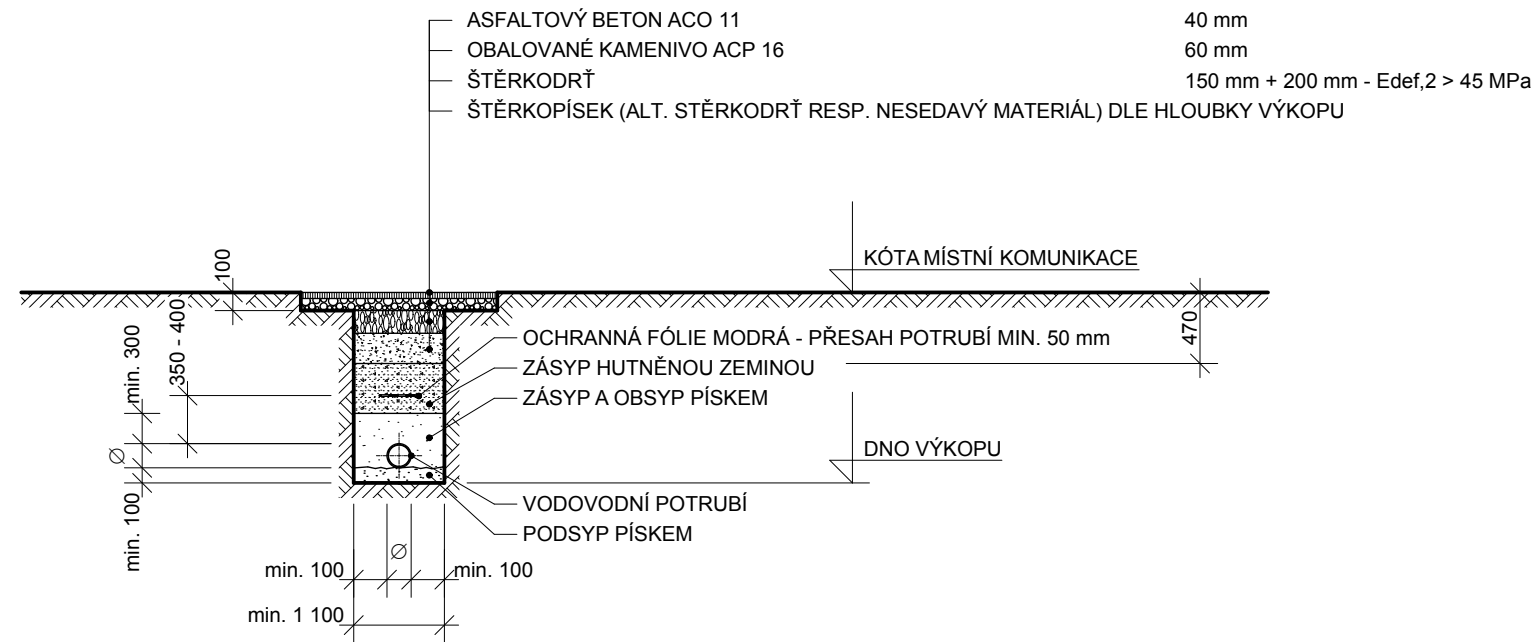 ASFALTOVÝ BETON ACO 11 40 mm
OBALOVANÉ KAMENIVO ACP 16 60 mm
ŠTĚRKODRŤ 150 mm + 200 mm - Edef,2 > 45 MPa
ŠTĚRKOPÍSEK (ALT. STĚRKODRŤ RESP. NESEDAVÝ MATERIÁL) DLE HLOUBKY VÝKOPU
KÓTA MÍSTNÍ KOMUNIKACE
100
470
OCHRANNÁ FÓLIE MODRÁ - PŘESAH POTRUBÍ MIN. 50 mm
ZÁSYP HUTNĚNOU ZEMINOU
ZÁSYP A OBSYP PÍSKEM
min. 300
350 - 400
Ø
min. 100
DNO VÝKOPU
VODOVODNÍ POTRUBÍ
PODSYP PÍSKEM
Ø
min. 100 min. 100
min. 1 100